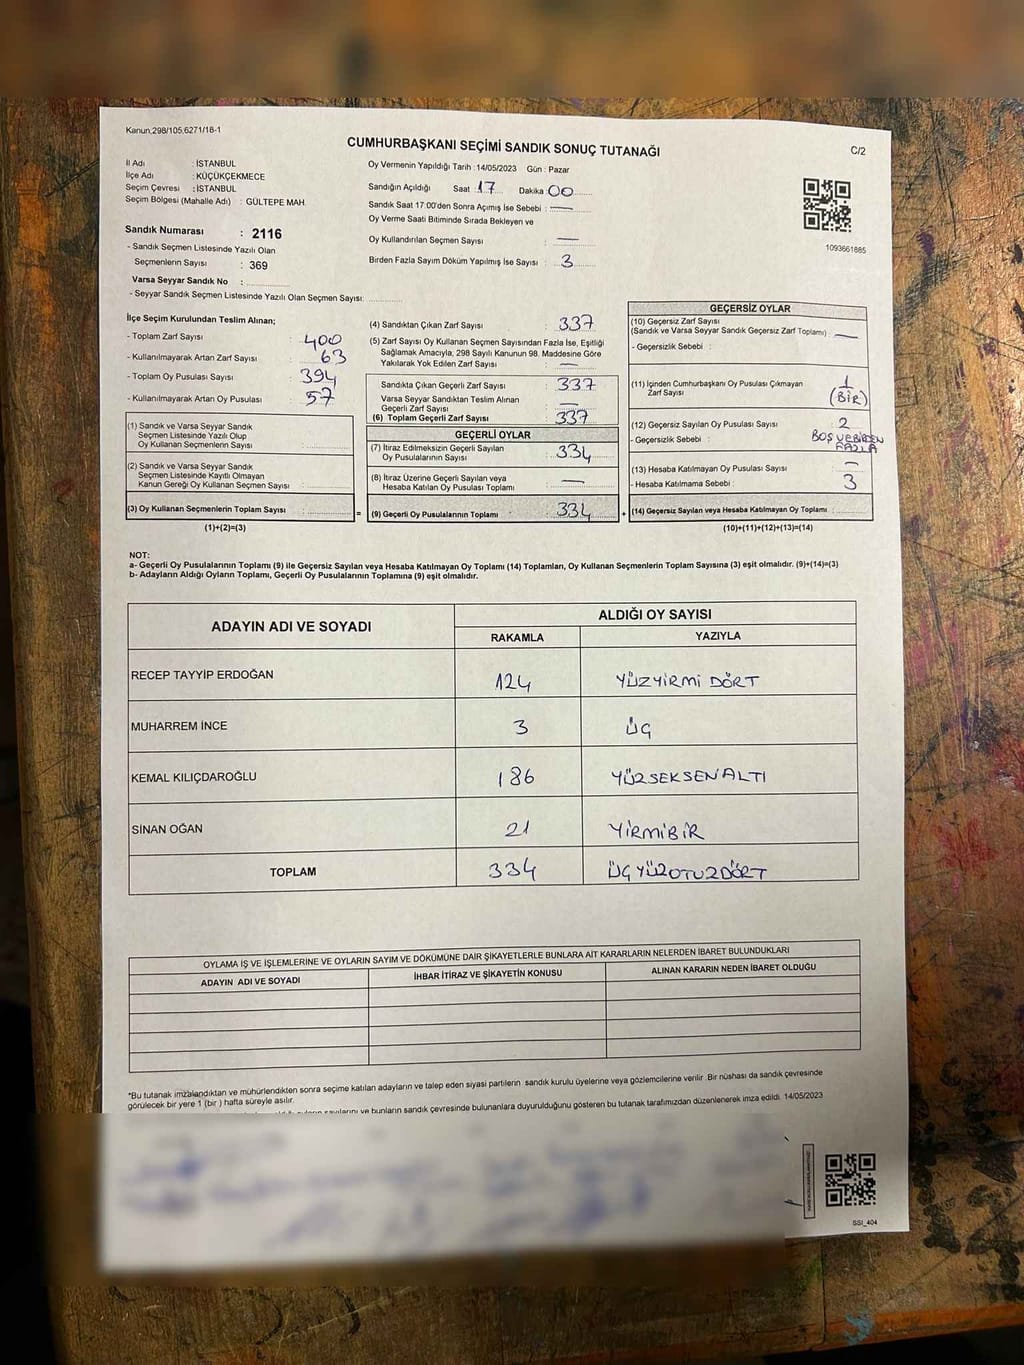 Kanun,298/105,6271/18-1
CUMHURBAŞKANI SEÇİMİ SANDIK SONUÇ TUTANAĞI
C/2
İl Adı : İSTANBUL
İlçe Adı : KÜÇÜKÇEKMECE
Seçim Çevresi : İSTANBUL
Seçim Bölgesi (Mahalle Adı) : GÜLTEPE MAH.
Oy Vermenin Yapıldığı Tarih :14/05/2023 Gün : Pazar
Sandığın Açıldığı Saat : 17 Dakika 00
Sandık Saat 17:00'den Sonra Açımış İse Sebebi : —
Oy Verme Saati Bitiminde Sırada Bekleyen ve
Oy Kullandırılan Seçmen Sayısı : —
Birden Fazla Sayım Döküm Yapılmış İse Sayısı : 3
1093661885
Sandık Numarası : 2116
- Sandık Seçmen Listesinde Yazılı Olan
Seçmenlerin Sayısı : 369
Varsa Seyyar Sandık No :
- Seyyar Sandık Seçmen Listesinde Yazılı Olan Seçmen Sayısı:
İlçe Seçim Kurulundan Teslim Alınan;
- Toplam Zarf Sayısı : 400
- Kullanılmayarak Artan Zarf Sayısı : 63
- Toplam Oy Pusulası Sayısı : 394
- Kullanılmayarak Artan Oy Pusulası : 57
(1) Sandık ve Varsa Seyyar Sandık
Seçmen Listesinde Yazılı Olup
Oy Kullanan Seçmenlerin Sayısı :
(2) Sandık ve Varsa Seyyar Sandık
Seçmen Listesinde Kayıtlı Olmayan
Kanun Gereği Oy Kullanan Seçmen Sayısı :
(3) Oy Kullanan Seçmenlerin Toplam Sayısı :
(1)+(2)=(3)
(4) Sandıktan Çıkan Zarf Sayısı : 337
(5) Zarf Sayısı Oy Kullanan Seçmen Sayısından Fazla İse, Eşitliği
Sağlamak Amacıyla, 298 Sayılı Kanunun 98. Maddesine Göre
Yakılarak Yok Edilen Zarf Sayısı : —
Sandıkta Çıkan Geçerli Zarf Sayısı : 337
Varsa Seyyar Sandıktan Teslim Alınan
Geçerli Zarf Sayısı : —
(6) Toplam Geçerli Zarf Sayısı : 337
GEÇERLİ OYLAR
(7) İtiraz Edilmeksizin Geçerli Sayılan
Oy Pusulalarının Sayısı : 334
(8) İtiraz Üzerine Geçerli Sayılan veya
Hesaba Katılan Oy Pusulası Toplamı : —
= (9) Geçerli Oy Pusulalarının Toplamı : 334 +
GEÇERSİZ OYLAR
(10) Geçersiz Zarf Sayısı
(Sandık ve Varsa Seyyar Sandık Geçersiz Zarf Toplamı) : —
- Geçersizlik Sebebi :
(11) İçinden Cumhurbaşkanı Oy Pusulası Çıkmayan
Zarf Sayısı : 1
(BİR)
(12) Geçersiz Sayılan Oy Pusulası Sayısı : 2
- Geçersizlik Sebebi : BOŞ VE BİRDEN
FAZLA
(13) Hesaba Katılmayan Oy Pusulası Sayısı : —
- Hesaba Katılmama Sebebi : 3
(14) Geçersiz Sayılan veya Hesaba Katılmayan Oy Toplamı :
(10)+(11)+(12)+(13)=(14)
NOT:
a- Geçerli Oy Pusulalarının Toplamı (9) ile Geçersiz Sayılan veya Hesaba Katılmayan Oy Toplamı (14) Toplamları, Oy Kullanan Seçmenlerin Toplam Sayısına (3) eşit olmalıdır. (9)+(14)=(3)
b- Adayların Aldığı Oyların Toplamı, Geçerli Oy Pusulalarının Toplamına (9) eşit olmalıdır.
ADAYIN ADI VE SOYADI ALDIĞI OY SAYISI
RAKAMLA YAZIYLA
RECEP TAYYİP ERDOĞAN 124 YÜZYİRMİ DÖRT
MUHARREM İNCE 3 ÜÇ
KEMAL KILIÇDAROĞLU 186 YÜZSEKSENALTI
SİNAN OĞAN 21 YİRMİBİR
TOPLAM 334 ÜÇYÜZOTUZDÖRT
OYLAMA İŞ VE İŞLEMLERİNE VE OYLARIN SAYIM VE DÖKÜMÜNE DAİR ŞİKAYETLERLE BUNLARA AİT KARARLARIN NELERDEN İBARET BULUNDUKLARI
ADAYIN ADI VE SOYADI İHBAR İTİRAZ VE ŞİKAYETİN KONUSU ALINAN KARARIN NEDEN İBARET OLDUĞU
*Bu tutanak imzalandıktan ve mühürlendikten sonra seçime katılan adayların ve talep eden siyasi partilerin sandık kurulu üyelerine veya gözlemcilerine verilir .Bir nüshası da sandık çevresinde
görülecek bir yere 1 (bir ) hafta süreyle asılır.
ve bunların sandık çevresinde bulunanlara duyurulduğunu gösteren bu tutanak tarafımızdan düzenlenerek imza edildi. 14/05/2023
SSI_404